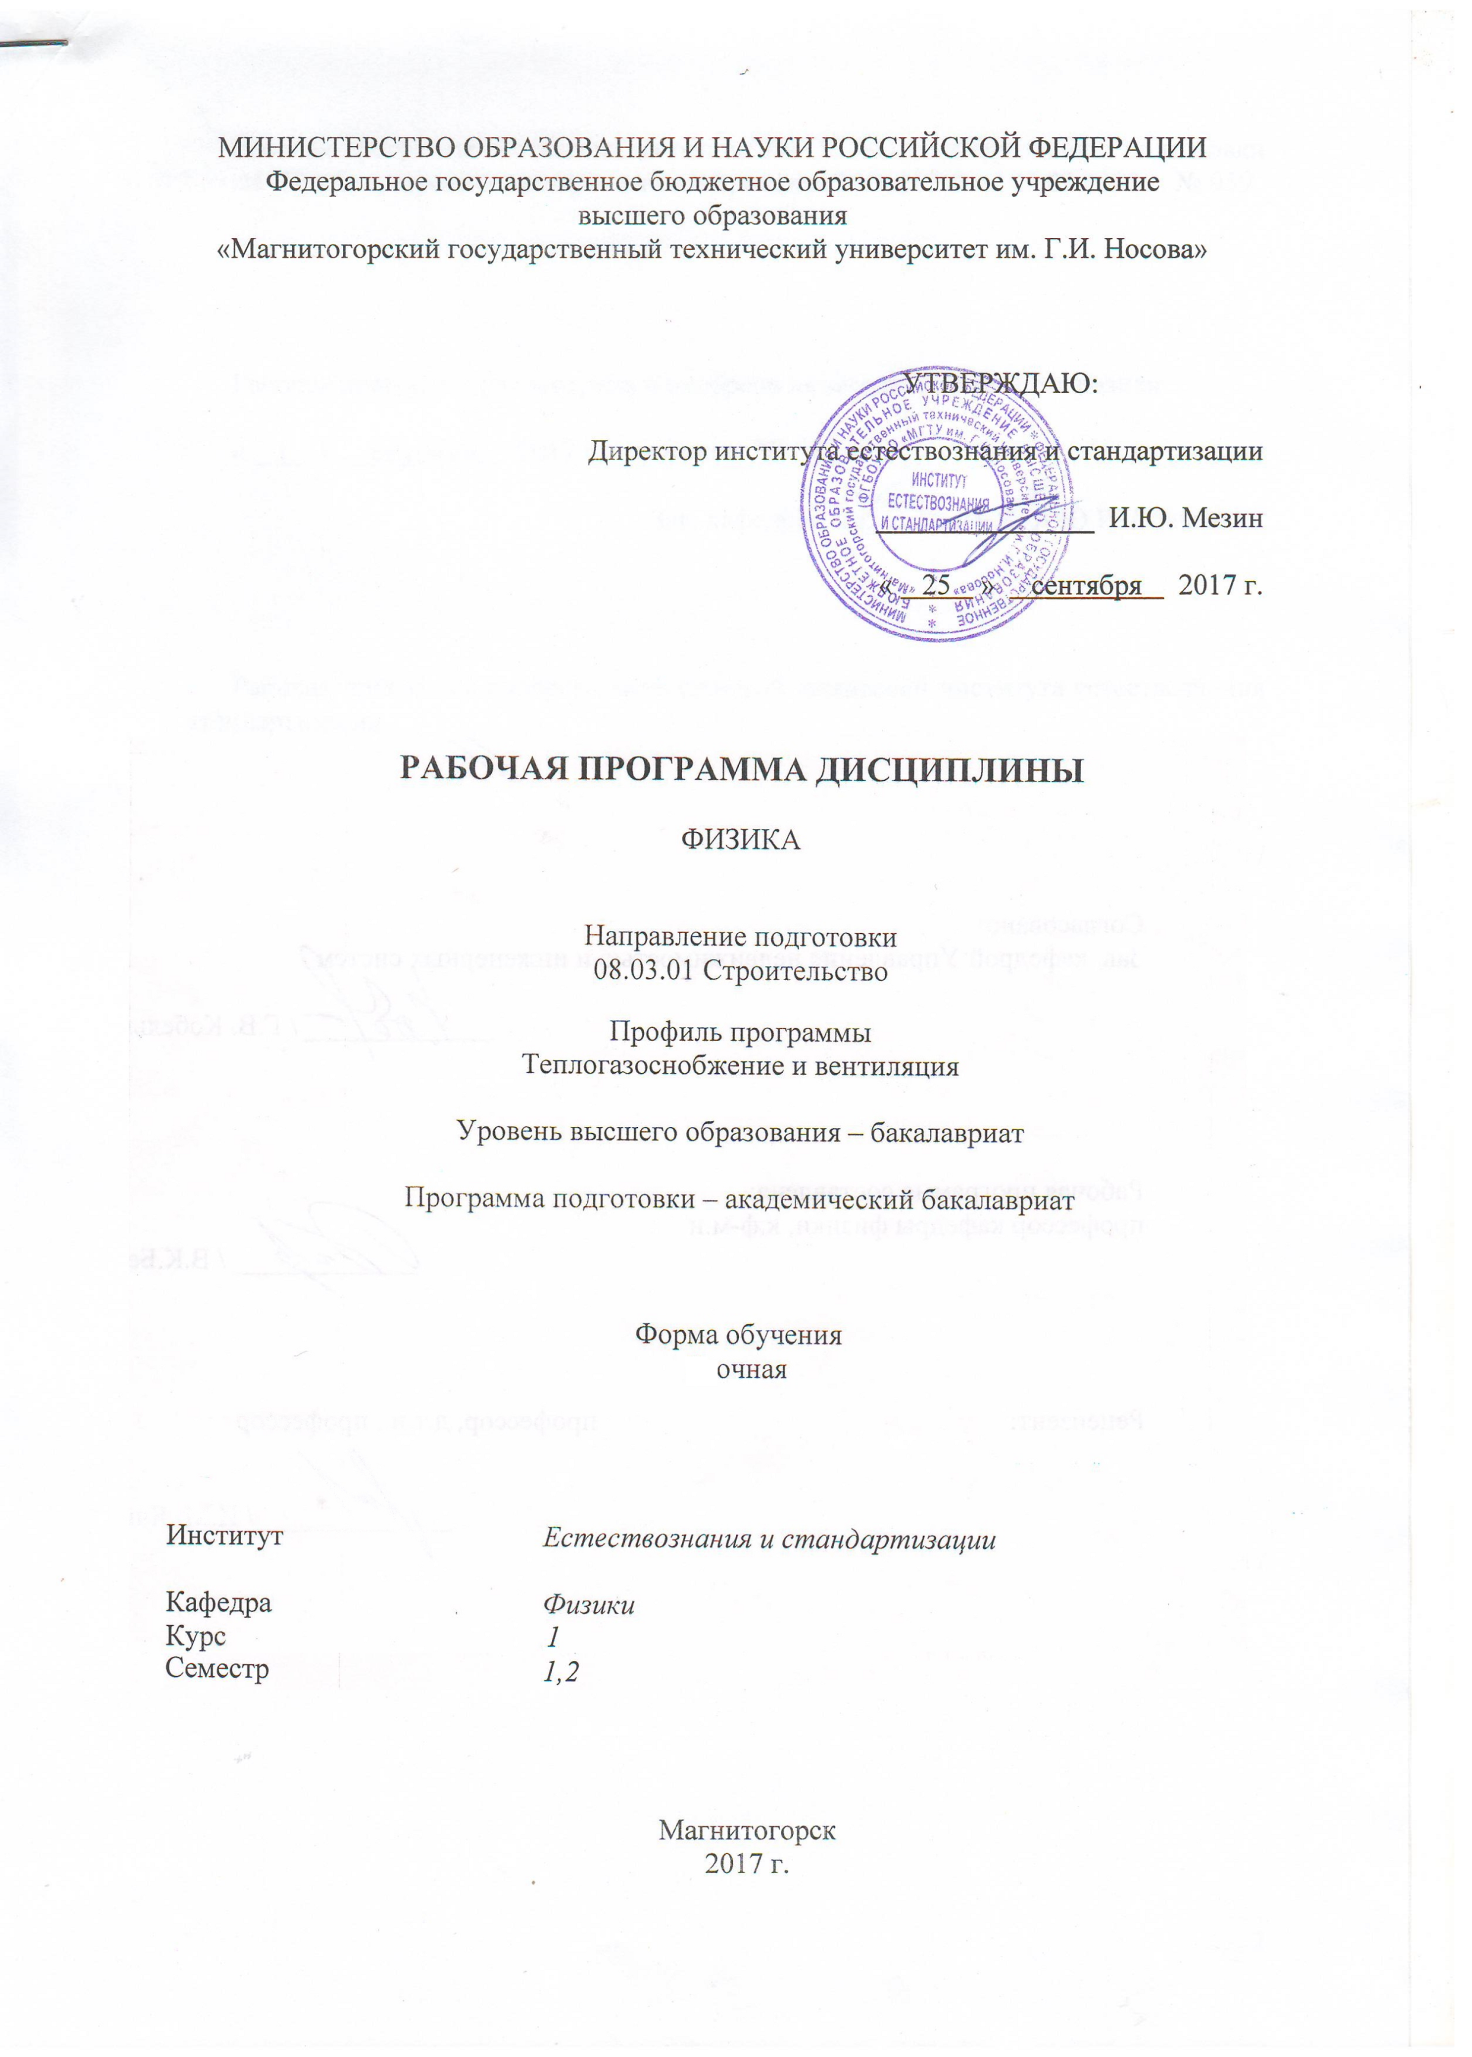 МИНИСТЕРСТВО ОБРАЗОВАНИЯ И НАУКИ РОССИЙСКОЙ ФЕДЕРАЦИИ
Федеральное государственное бюджетное образовательное учреждение
высшего образования
«Магнитогорский государственный технический университет им. Г.И. Носова»
УТВЕРЖДАЮ:
Директор института естествознания и стандартизации
ИНСТИТУТ
ЕСТЕСТВОЗНАНИЯ
И СТАНДАРТИЗАЦИИ
И.Ю. Мезин
« 25 » сентября 2017 г.
РАБОЧАЯ ПРОГРАММА ДИСЦИПЛИНЫ
ФИЗИКА
Направление подготовки
08.03.01 Строительство
Профиль программы
Теплогазоснобжение и вентиляция
Уровень высшего образования – бакалавриат
Программа подготовки – академический бакалавриат
Форма обучения
очная
Институт Естествознания и стандартизации
Кафедра Физики
Курс 1
Семестр 1,2
Магнитогорск
2017 г.